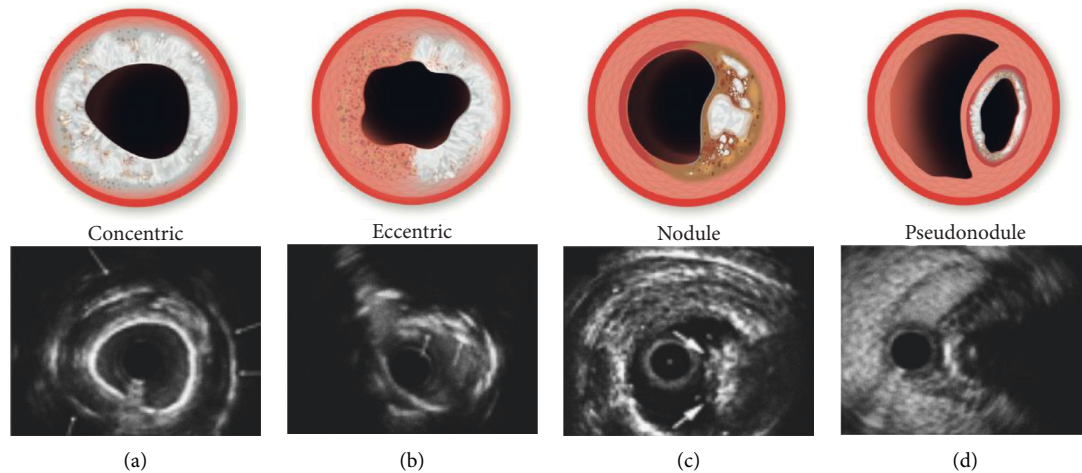 Concentric
Eccentric
Nodule
Pseudonodule
(a)
(b)
(c)
(d)